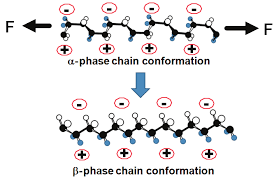 - - - -
F F
+ + + +
α-phase chain conformation
- - - -
+ + + +
β-phase chain conformation